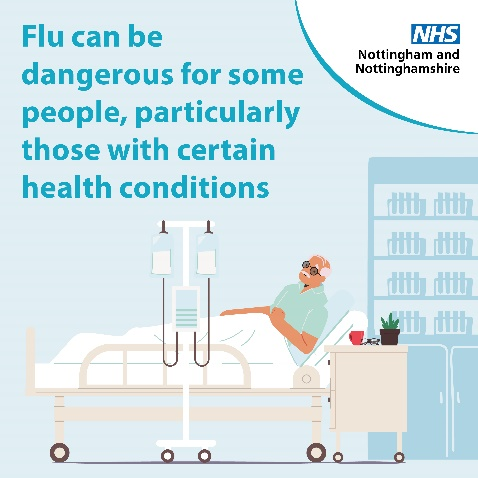 Flu can be
dangerous for some
people, particularly
those with certain
health conditions
NHS
Nottingham and
Nottinghamshire